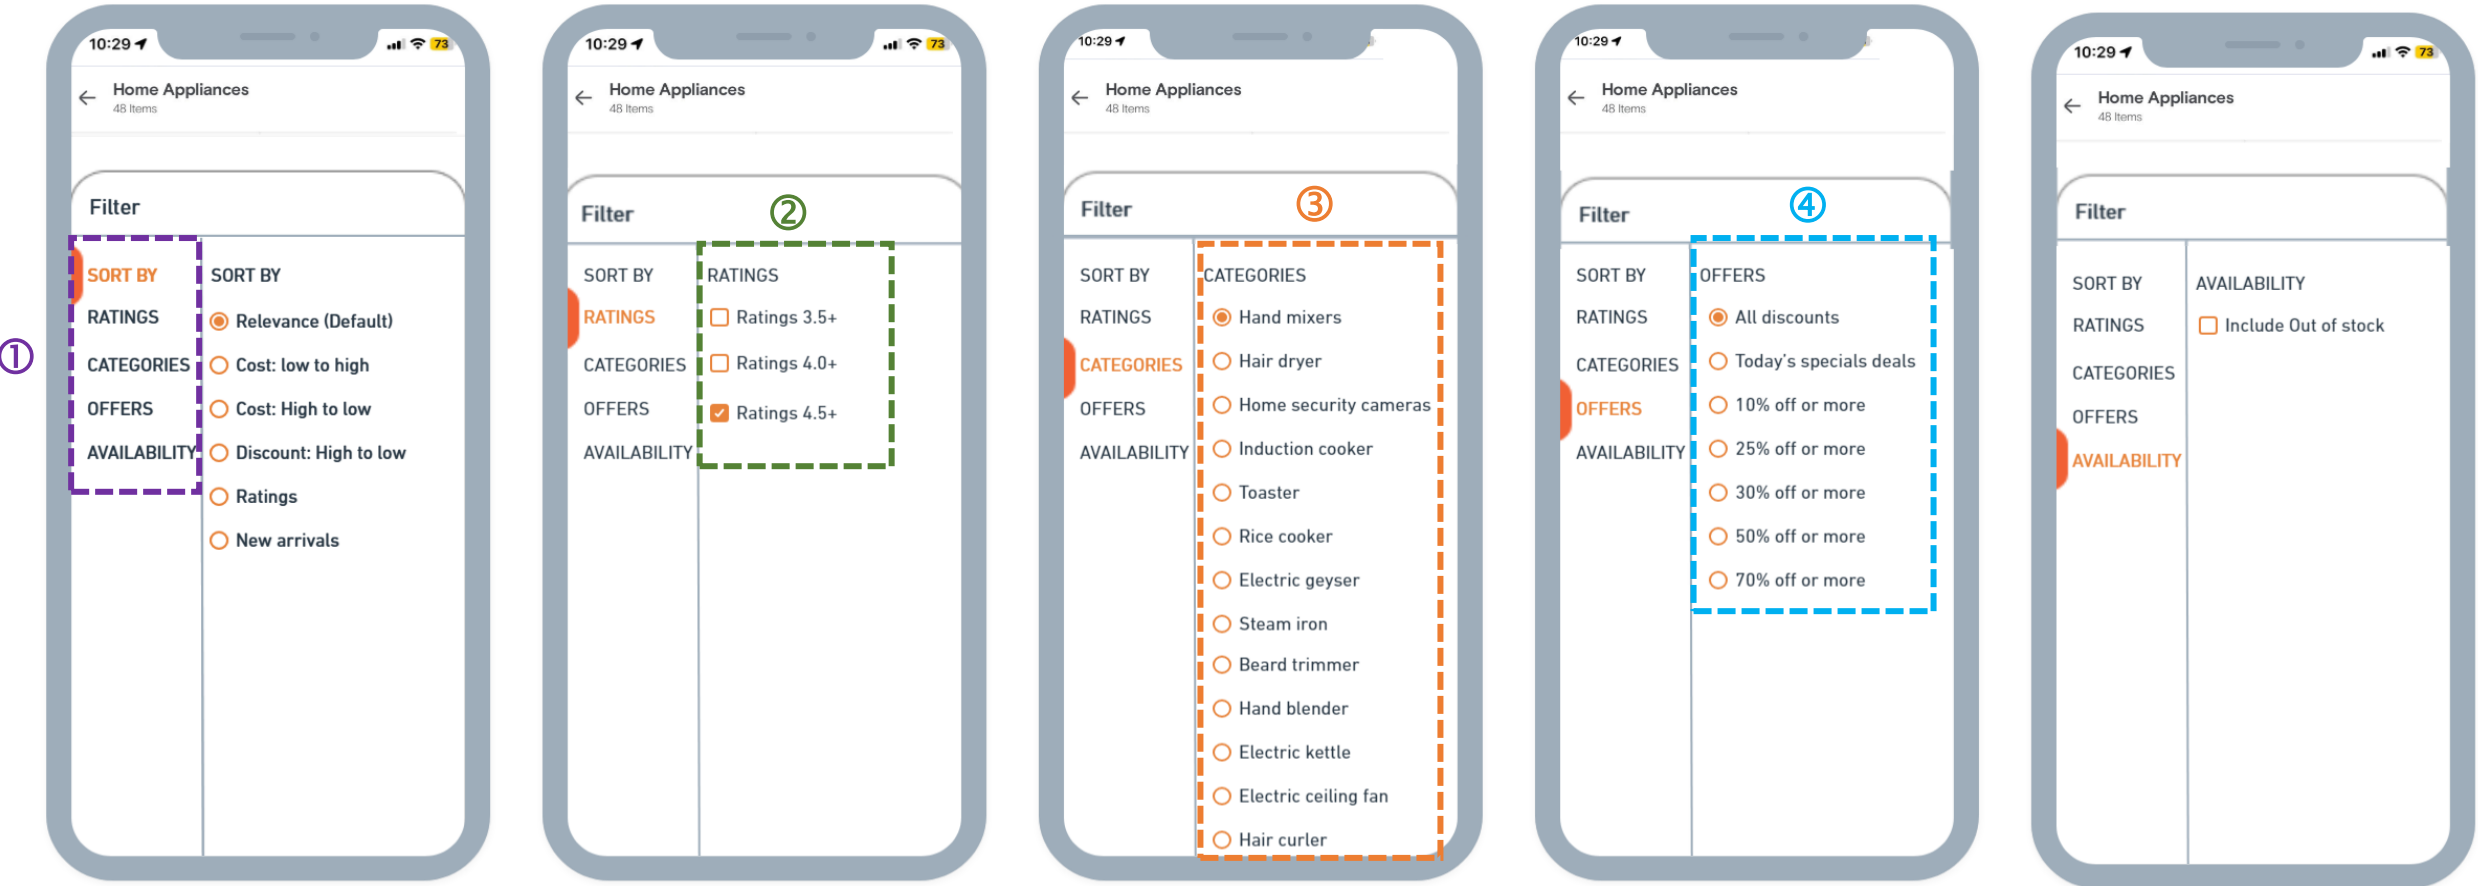 10:29
73
Home Appliances
48 Items
Filter
①
SORT BY
RATINGS
CATEGORIES
OFFERS
AVAILABILITY
SORT BY
Relevance (Default)
Cost: low to high
Cost: High to low
Discount: High to low
Ratings
New arrivals
10:29
73
Home Appliances
48 Items
Filter
②
SORT BY
RATINGS
CATEGORIES
OFFERS
AVAILABILITY
RATINGS
Ratings 3.5+
Ratings 4.0+
Ratings 4.5+
10:29
Home Appliances
48 Items
Filter
③
SORT BY
RATINGS
CATEGORIES
OFFERS
AVAILABILITY
CATEGORIES
Hand mixers
Hair dryer
Home security cameras
Induction cooker
Toaster
Rice cooker
Electric geyser
Steam iron
Beard trimmer
Hand blender
Electric kettle
Electric ceiling fan
Hair curler
10:29
Home Appliances
48 Items
Filter
④
SORT BY
RATINGS
CATEGORIES
OFFERS
AVAILABILITY
OFFERS
All discounts
Today's specials deals
10% off or more
25% off or more
30% off or more
50% off or more
70% off or more
10:29
73
Home Appliances
48 Items
Filter
SORT BY
RATINGS
CATEGORIES
OFFERS
AVAILABILITY
AVAILABILITY
Include Out of stock